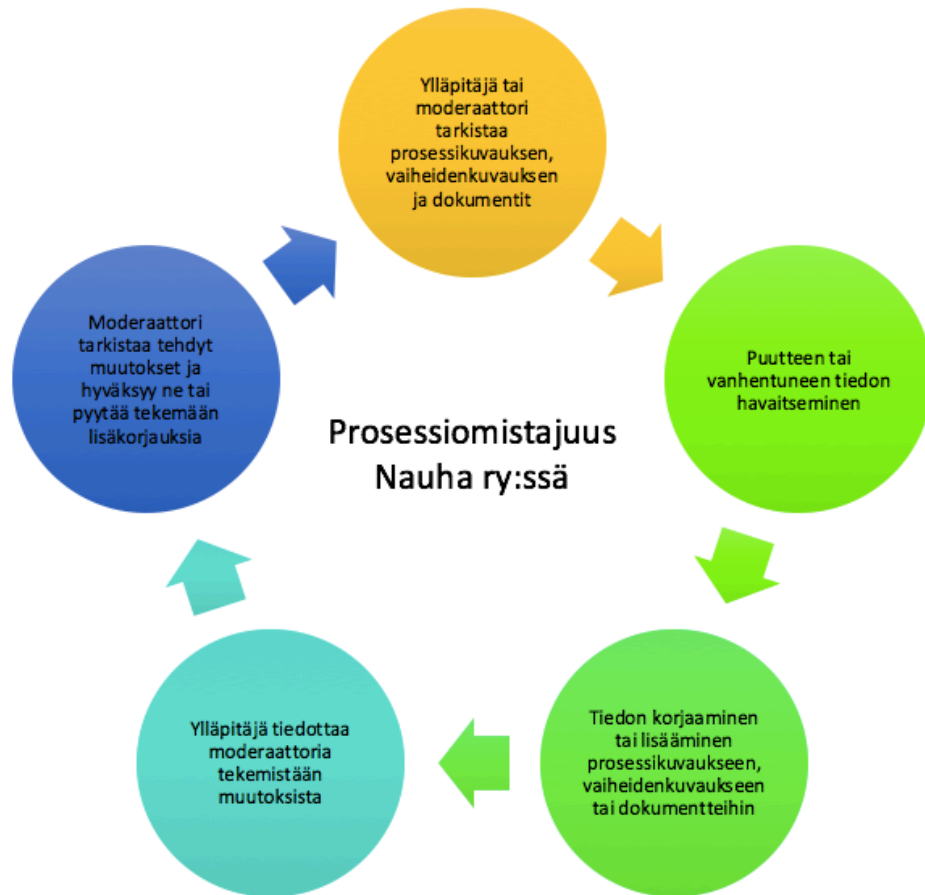 Ylläpitäjä tai
moderaattori
tarkistaa
prosessikuvauksen,
vaiheidenkuvauksen
ja dokumentit
Puutteen tai
vanhentuneen tiedon
havaitseminen
Tiedon korjaaminen
tai lisääminen
prosessikuvaukseen,
vaiheidenkuvaukseen
tai dokumentteihin
Ylläpitäjä tiedottaa
moderaattoria
tekemistään
muutoksista
Moderaattori
tarkistaa tehdyt
muutokset ja
hyväksyy ne tai
pyytää tekemään
lisäkorjauksia
Prosessiomistajuus
Nauha ry:ssä